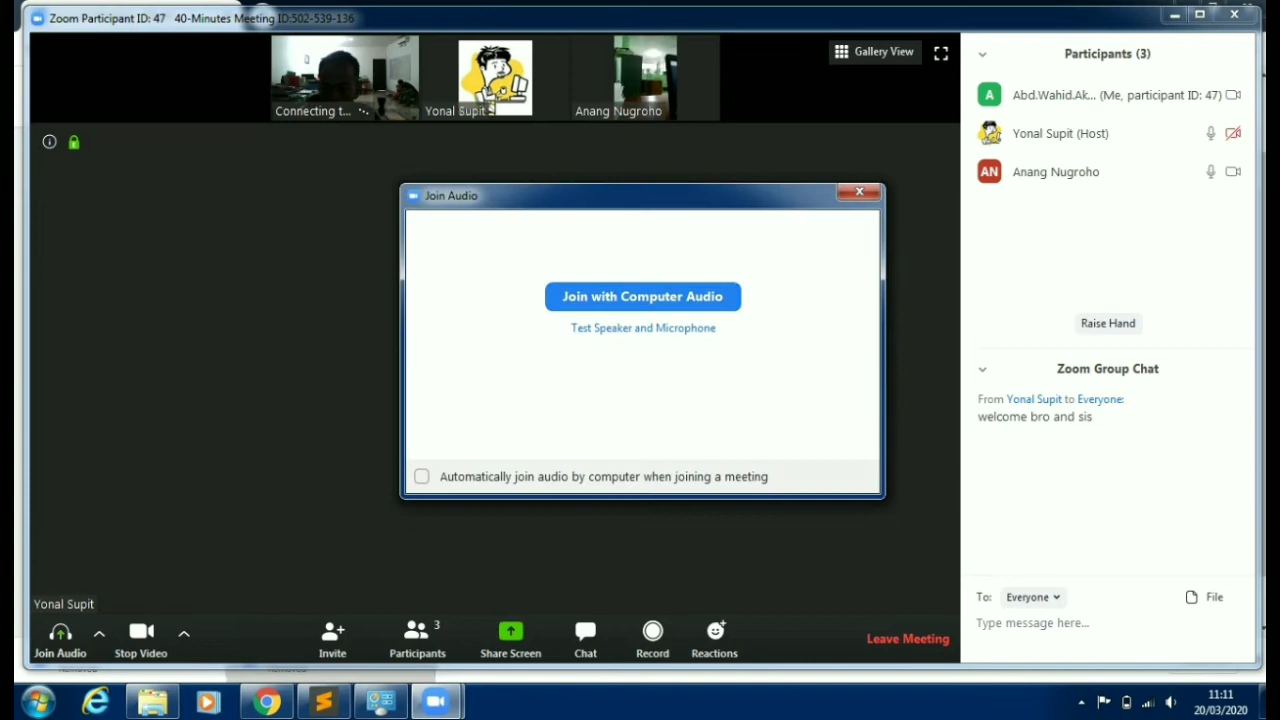 Zoom Participant ID: 47 40-Minutes Meeting ID:502-539-136
Connecting t...
Yonal Supit
Anang Nugroho
Gallery View
Participants (3)
A Abd.Wahid.Ak... (Me, participant ID: 47)
Yonal Supit (Host)
AN Anang Nugroho
Raise Hand
Join Audio
Join with Computer Audio
Test Speaker and Microphone
Automatically join audio by computer when joining a meeting
Zoom Group Chat
From Yonal Supit to Everyone:
welcome bro and sis
To: Everyone File
Type message here...
Yonal Supit
Join Audio
Stop Video
Invite
3
Participants
Share Screen
Chat
Record
Reactions
Leave Meeting
11:11
20/03/2020